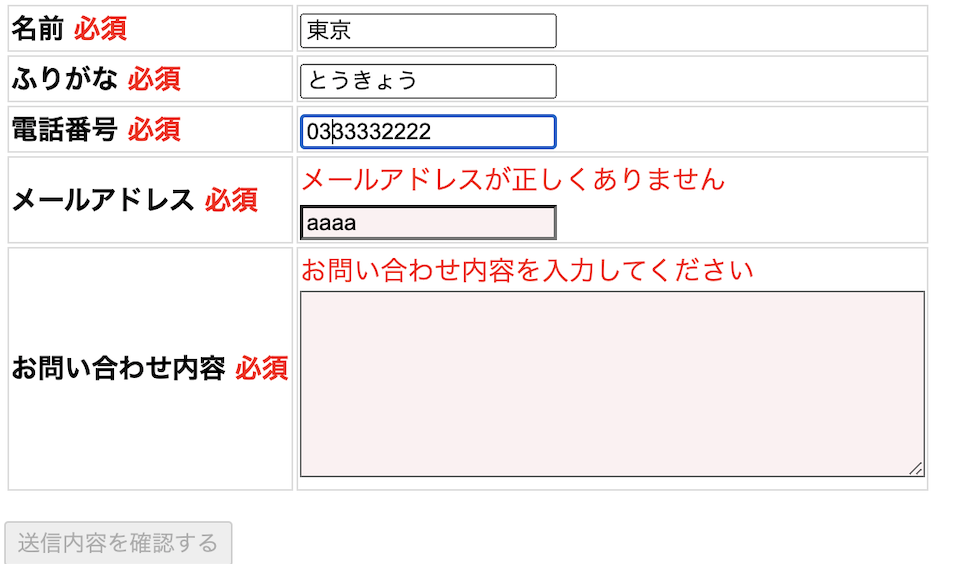 名前 必須
東京
ふりがな 必須
とうきょう
電話番号 必須
0333332222
メールアドレス 必須
メールアドレスが正しくありません
aaaa
お問い合わせ内容 必須
お問い合わせ内容を入力してください
送信内容を確認する